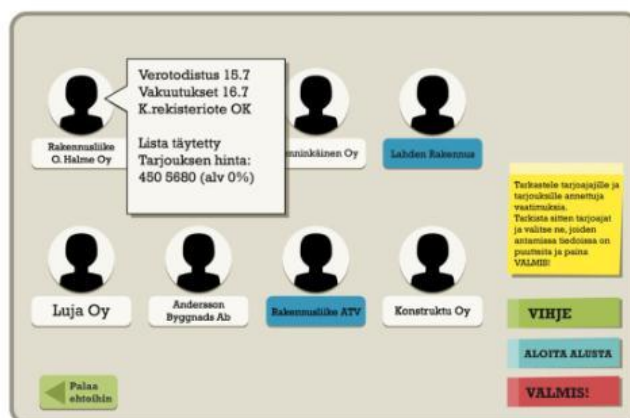 Verotodistus 15.7
Vakuutukset 16.7
K.rekisteriote OK
Lista täytetty
Tarjouksen hinta:
450 5680 (alv 0%)
Rakennusliike
O. Halme Oy
enninkäinen Oy
Lahden Rakennus
Tarkastele tarjoajille ja
tarjouksille annettuja
vaatimuksia.
Tarkista sitten tarjoajat
ja valitse ne, joiden
antamissa tiedoissa on
puutteita ja paina
VALMIS!
Luja Oy
Andersson
Byggnads Ab
Rakennusliike ATV
Konstruktu Oy
VIHJE
ALOITA ALUSTA
VALMIS!
Palaa
ehtoihin